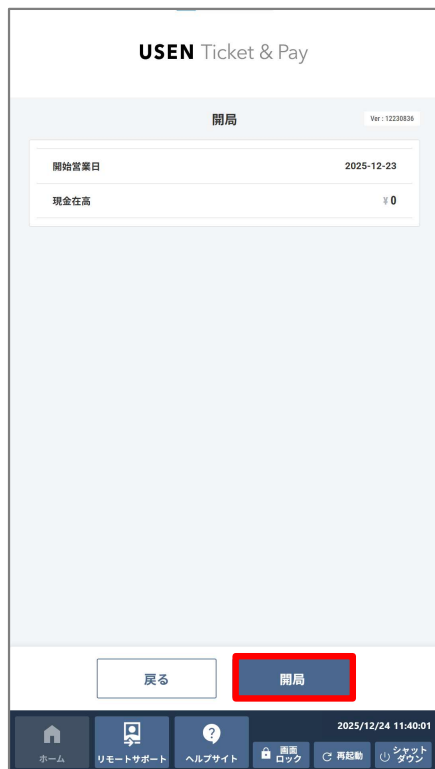 USEN Ticket & Pay
開局
Ver : 12230836
開始営業日 2025-12-23
現金在高 ¥ 0
戻る 開局
2025/12/24 11:40:01
ホーム リモートサポート ヘルプサイト 画面ロック 再起動 シャットダウン